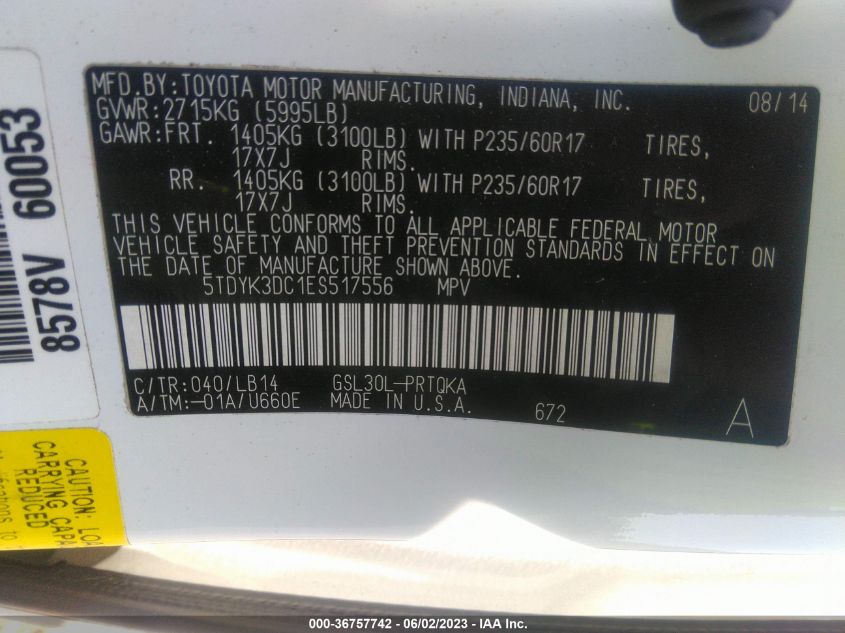 MFD.BY:TOYOTA MOTOR MANUFACTURING, INDIANA, INC. 08/14
GVWR:2715KG (5995LB)
GAWR:FRT. 1405KG (3100LB) WITH P235/60R17 TIRES,
17X7J RIMS.
RR. 1405KG (3100LB) WITH P235/60R17 TIRES,
17X7J RIMS.
THIS VEHICLE CONFORMS TO ALL APPLICABLE FEDERAL MOTOR
VEHICLE SAFETY AND THEFT PREVENTION STANDARDS IN EFFECT ON
THE DATE OF MANUFACTURE SHOWN ABOVE.
5TDYK3DC1ES517556 MPV
C/TR:040/LB14 GSL30L-PRTQKA
A/TM:-01A/U660E MADE IN U.S.A. 672 A
8578V 60053
CAUTION: LOA
CARRYING CAPA
REDUCED
000-36757742 - 06/02/2023 - IAA Inc.